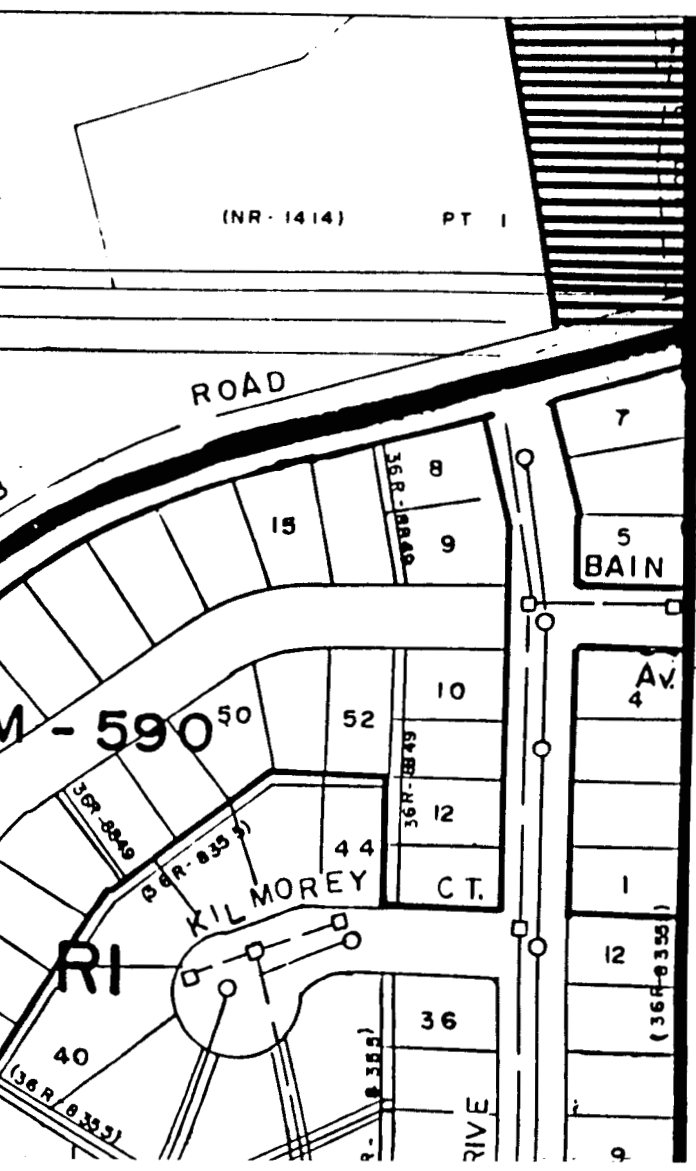 (NR-1414) PT 1
ROAD
7
8
36R-8849
15
9
5
BAIN
10
AV.
4
50
52
M-590
36R-8849
36R-8849
12
(36R-8355)
44
1
KILMOREY CT.
12
(36R-8355)
RI
36
40
(36R-8355)
8355)
RIVE
9